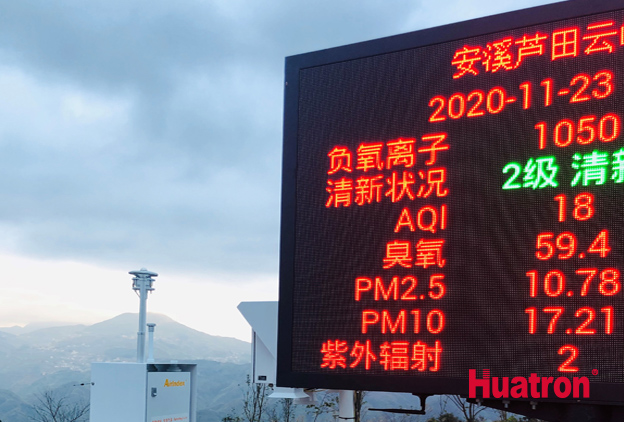 安溪芦田云
2020-11-23
负氧离子 1050
清新状况 2级 清新
AQI 18
臭氧 59.4
PM2.5 10.78
PM10 17.21
紫外辐射 2
Huatron